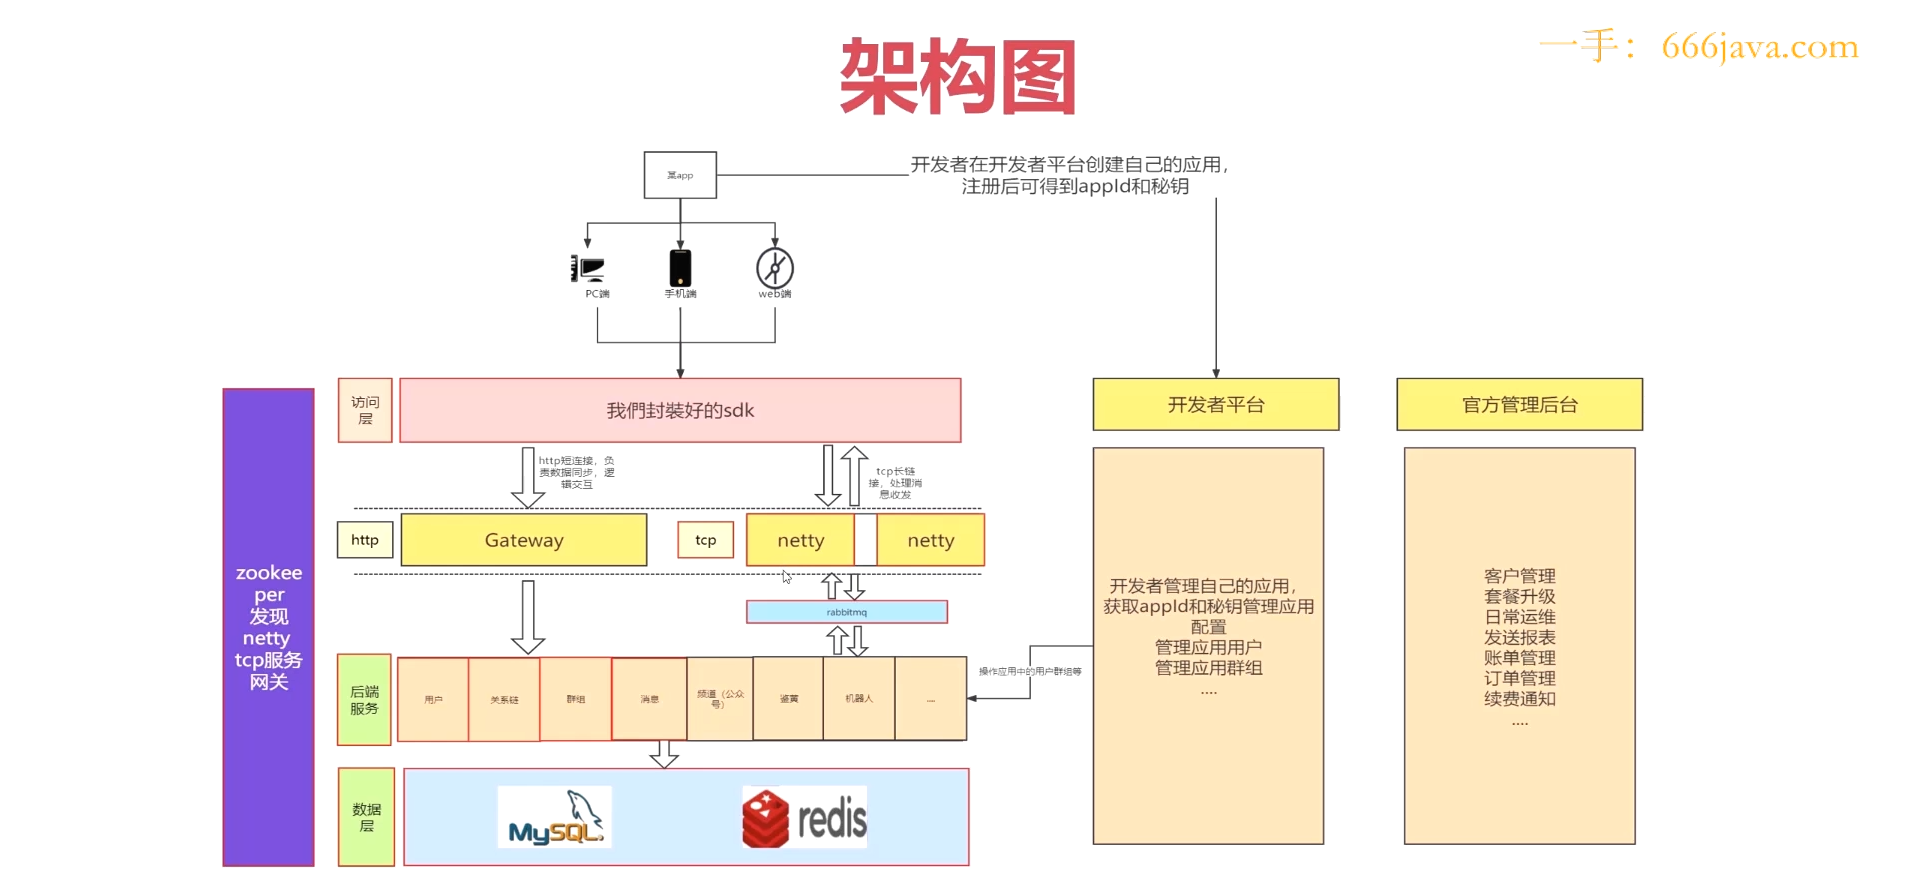 一手：666java.com
架构图
某app
开发者在开发者平台创建自己的应用，
注册后可得到appId和秘钥
PC端
手机端
web端
访问
层
我們封裝好的sdk
开发者平台
官方管理后台
http短连接，负
责数据同步，逻
辑交互
tcp长链
接，处理消
息收发
http
Gateway
tcp
netty
netty
rabbitmq
zookee
per
发现
netty
tcp服务
网关
后端
服务
用户
关系链
群组
消息
频道（公众
号）
鉴黄
机器人
....
操作应用中的用户群组等
数据
层
MySQL
redis
开发者管理自己的应用，
获取appId和秘钥管理应用
配置
管理应用用户
管理应用群组
....
客户管理
套餐升级
日常运维
发送报表
账单管理
订单管理
续费通知
....